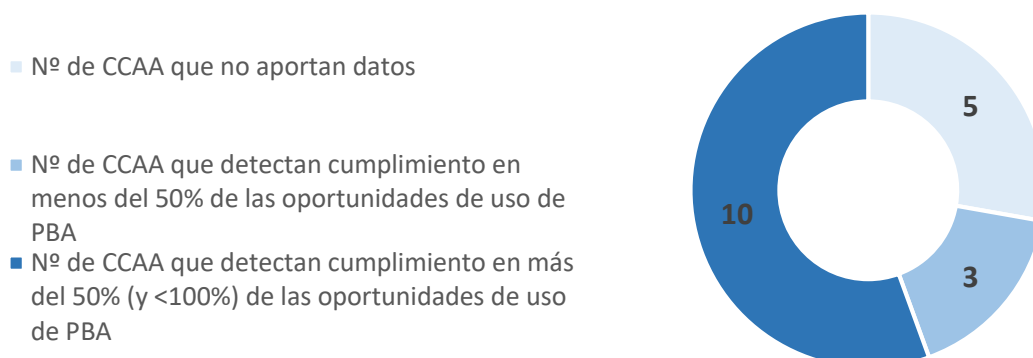 Nº de CCAA que no aportan datos
Nº de CCAA que detectan cumplimiento en
menos del 50% de las oportunidades de uso de
PBA
Nº de CCAA que detectan cumplimiento en más
del 50% (y <100%) de las oportunidades de uso
de PBA
5
10
3